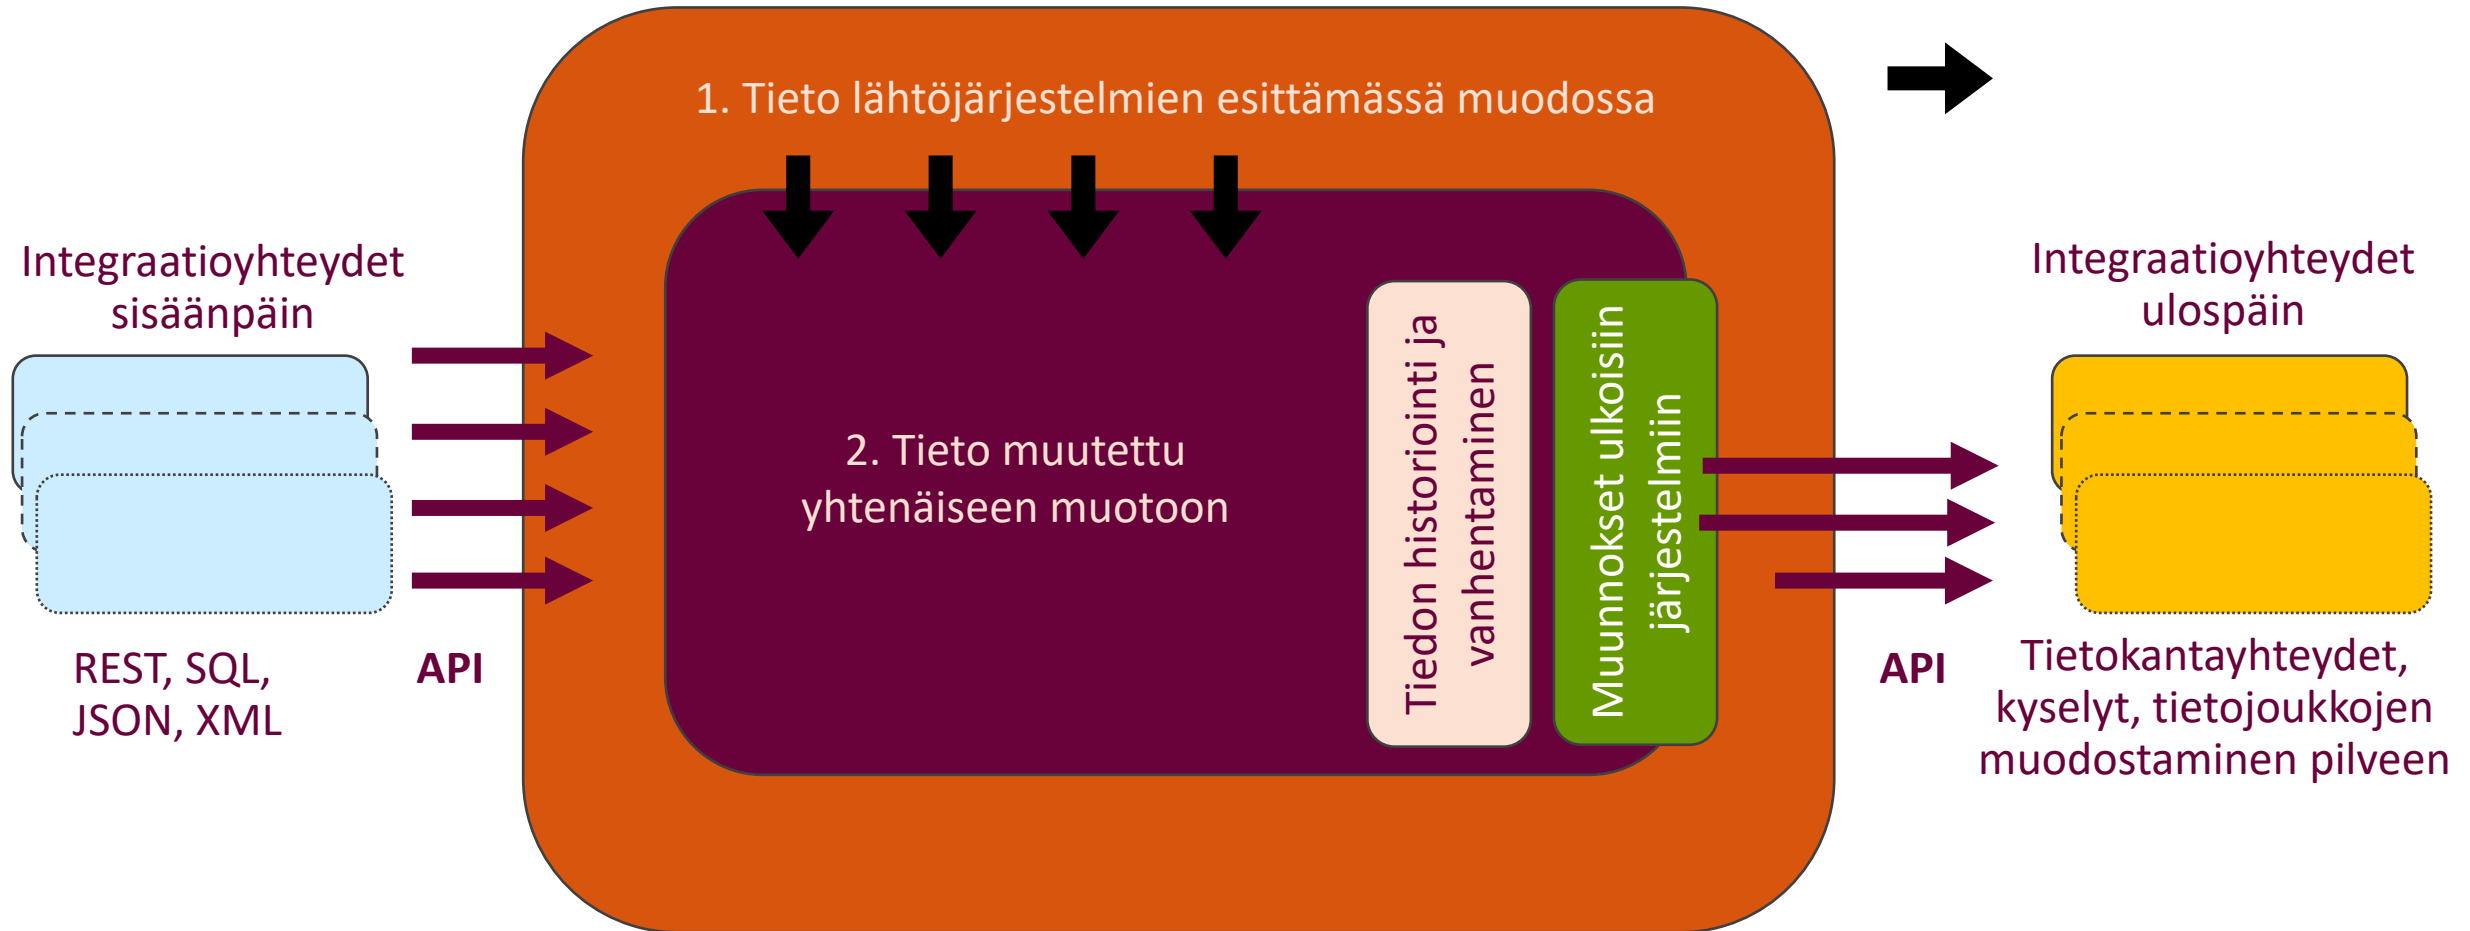 1. Tieto lähtöjärjestelmien esittämässä muodossa
Integraatioyhteydet
sisäänpäin
REST, SQL,
JSON, XML
API
2. Tieto muutettu
yhtenäiseen muotoon
Tiedon historiointi ja
vanhentaminen
Muunnokset ulkoisiin
järjestelmiin
API
Integraatioyhteydet
ulospäin
Tietokantayhteydet,
kyselyt, tietojoukkojen
muodostaminen pilveen